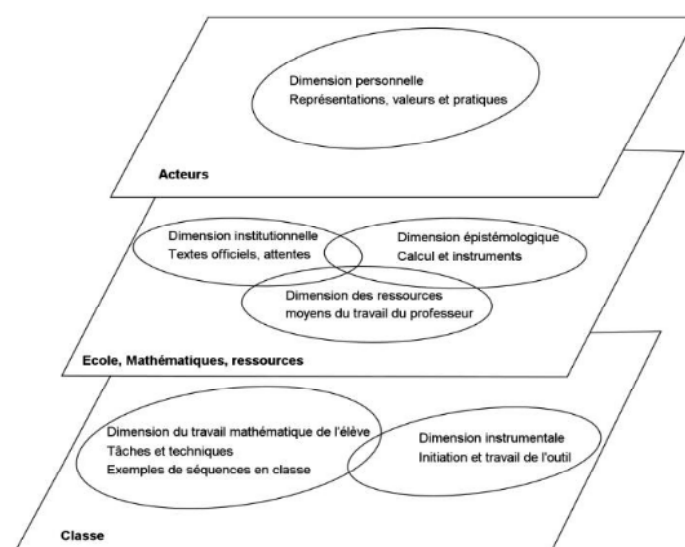 Dimension personnelle
Représentations, valeurs et pratiques
Acteurs
Dimension institutionnelle
Textes officiels, attentes
Dimension épistémologique
Calcul et instruments
Dimension des ressources
moyens du travail du professeur
Ecole, Mathématiques, ressources
Dimension du travail mathématique de l'élève
Tâches et techniques
Exemples de séquences en classe
Dimension instrumentale
Initiation et travail de l'outil
Classe